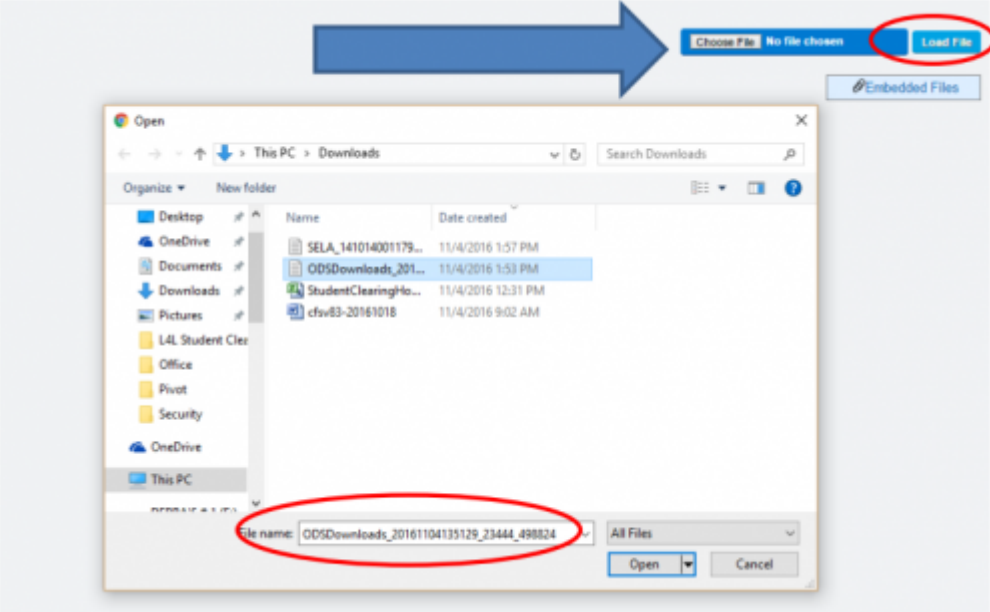 Choose File No file chosen Load File
Embedded Files
Open
This PC > Downloads
Search Downloads
Organize New folder
Name Date created
Desktop
OneDrive
Documents
Downloads
Pictures
L4L Student Clea
Office
Pivot
Security
OneDrive
This PC
SELA_141014001179... 11/4/2016 1:57 PM
ODSDownloads_201... 11/4/2016 1:53 PM
StudentClearingHo... 11/4/2016 12:31 PM
cfsv83-20161018 11/4/2016 9:02 AM
File name: ODSDownloads_20161104135129_23444_498824
All Files
Open Cancel